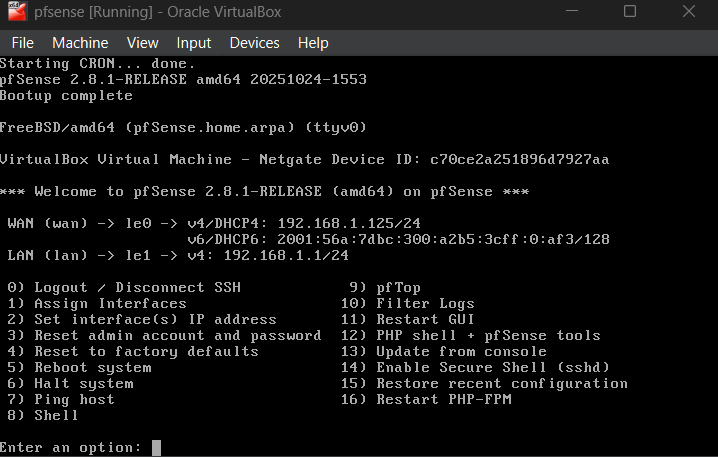 pfsense [Running] - Oracle VirtualBox
File Machine View Input Devices Help
Starting CRON... done.
pfSense 2.8.1-RELEASE amd64 20251024-1553
Bootup complete
FreeBSD/amd64 (pfSense.home.arpa) (ttyv0)
VirtualBox Virtual Machine - Netgate Device ID: c70ce2a251896d7927aa
*** Welcome to pfSense 2.8.1-RELEASE (amd64) on pfSense ***
WAN (wan) -> le0 -> v4/DHCP4: 192.168.1.125/24
v6/DHCP6: 2001:56a:7dbc:300:a2b5:3cff:0:af3/128
LAN (lan) -> le1 -> v4: 192.168.1.1/24
0) Logout / Disconnect SSH 9) pfTop
1) Assign Interfaces 10) Filter Logs
2) Set interface(s) IP address 11) Restart GUI
3) Reset admin account and password 12) PHP shell + pfSense tools
4) Reset to factory defaults 13) Update from console
5) Reboot system 14) Enable Secure Shell (sshd)
6) Halt system 15) Restore recent configuration
7) Ping host 16) Restart PHP-FPM
8) Shell
Enter an option: